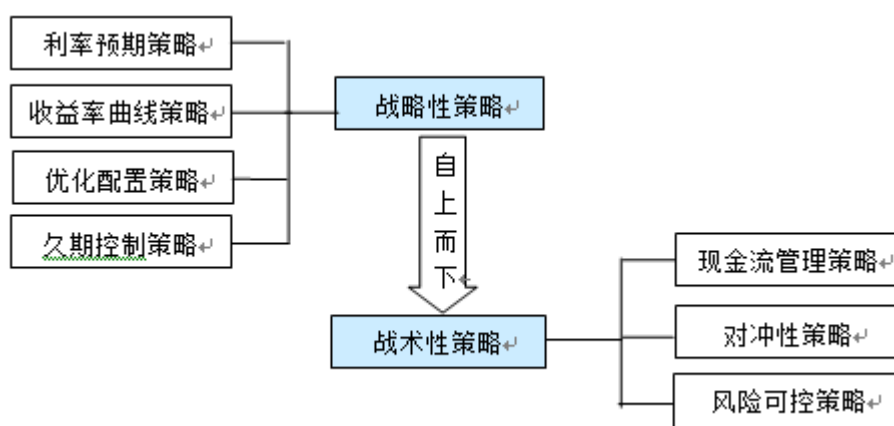 利率预期策略
收益率曲线策略
优化配置策略
久期控制策略
战略性策略
自
上
而
下
战术性策略
现金流管理策略
对冲性策略
风险可控策略